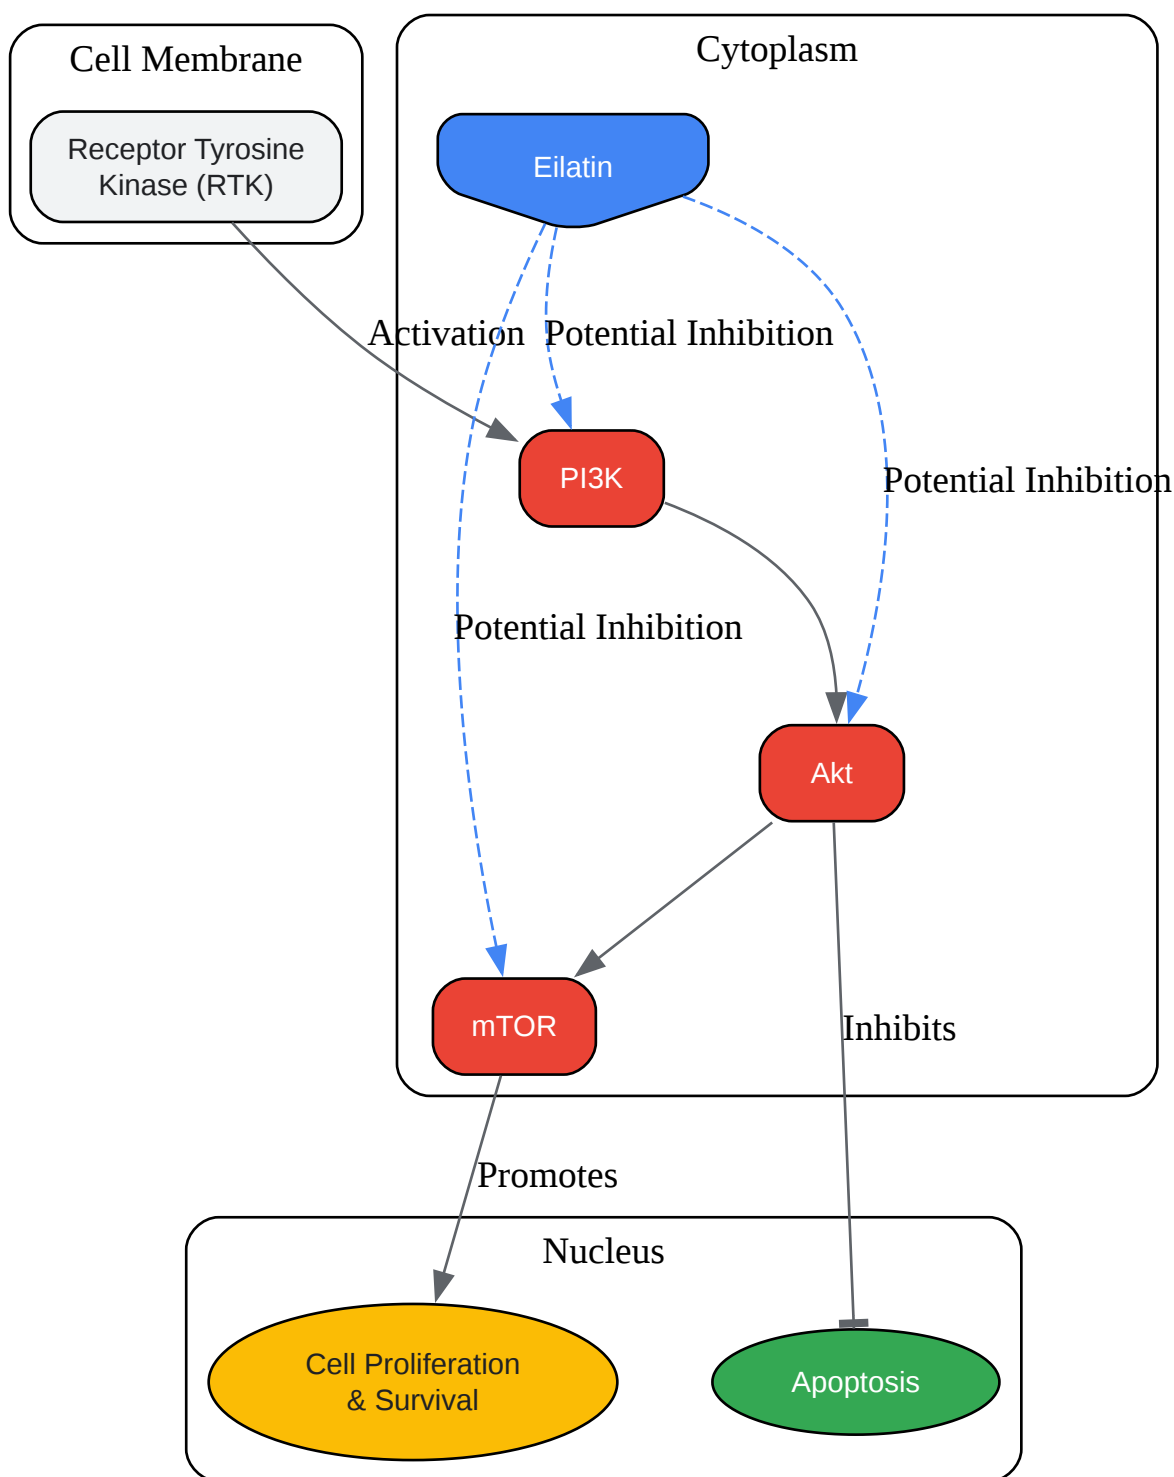 Cell Membrane
Cytoplasm
Receptor Tyrosine
Kinase (RTK)
Eilatin
Activation
Potential Inhibition
PI3K
Potential Inhibition
Potential Inhibition
Akt
mTOR
Inhibits
Promotes
Nucleus
Cell Proliferation
& Survival
Apoptosis